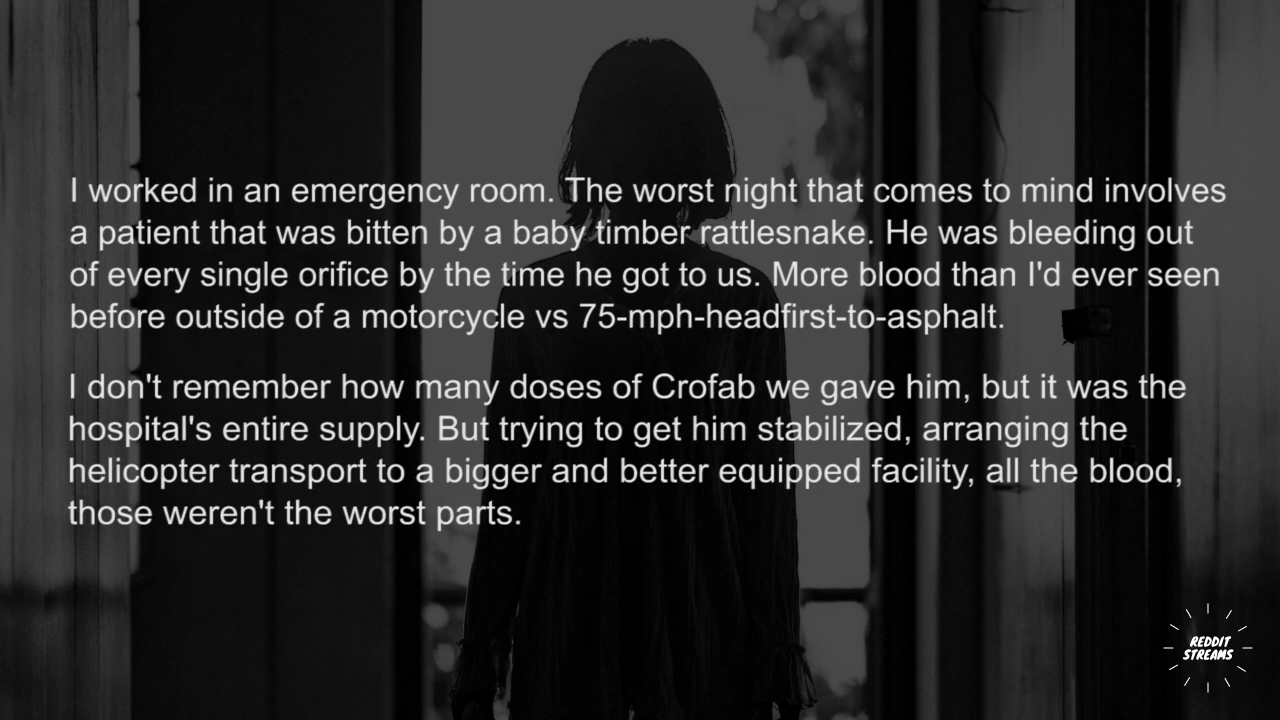 I worked in an emergency room. The worst night that comes to mind involves
a patient that was bitten by a baby timber rattlesnake. He was bleeding out
of every single orifice by the time he got to us. More blood than I'd ever seen
before outside of a motorcycle vs 75-mph-headfirst-to-asphalt.
I don't remember how many doses of Crofab we gave him, but it was the
hospital's entire supply. But trying to get him stabilized, arranging the
helicopter transport to a bigger and better equipped facility, all the blood,
those weren't the worst parts.
REDDIT
STREAMS